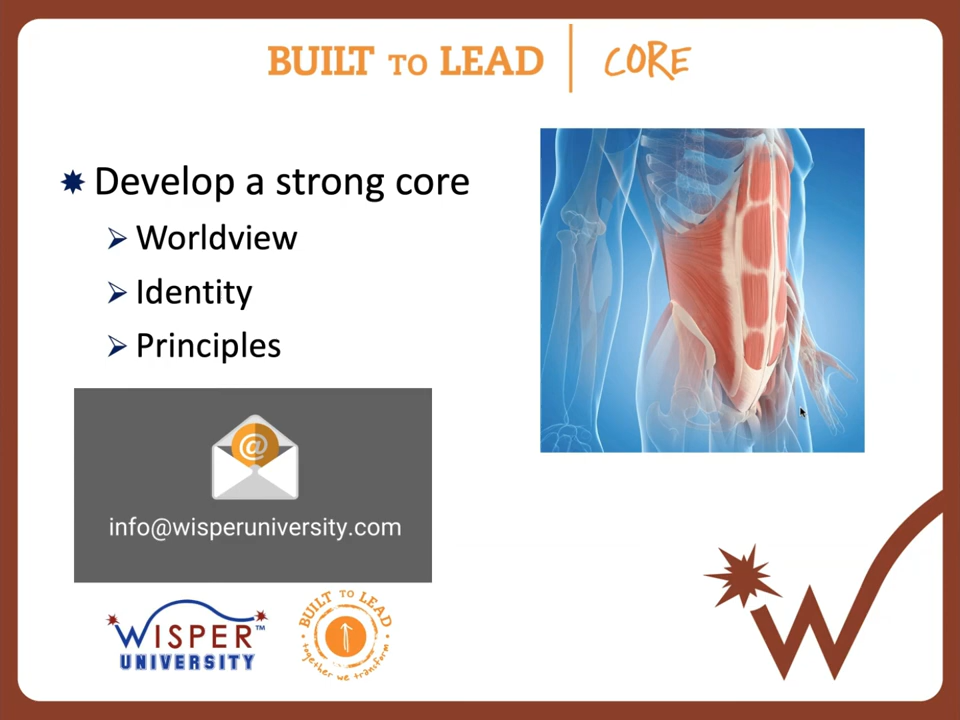 BUILT TO LEAD | CORE
Develop a strong core
Worldview
Identity
Principles
@
info@wisperuniversity.com
WISPER™
UNIVERSITY
BUILT TO LEAD
together we transform
W